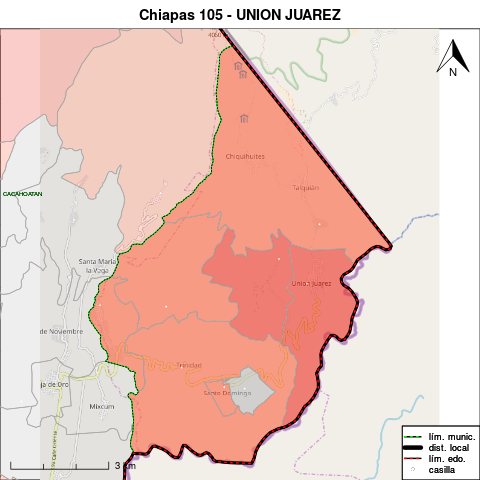 Chiapas 105 - UNION JUAREZ
4060
N
Chiquihuites
Talquián
CACAHOATAN
Santa María
la Vega
Unión Juárez
de Noviembre
Trinidad
ja de Oro
Santo Domingo
Mixcum
3 km
lím. munic.
dist. local
lím. edo.
casilla